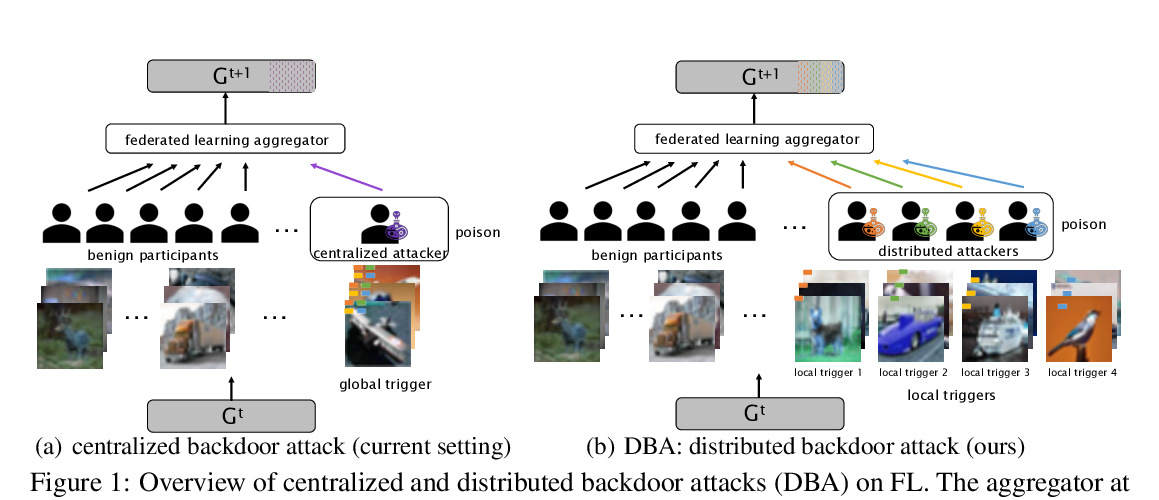 G^{t+1}
federated learning aggregator
benign participants
...
centralized attacker
poison
...
...
global trigger
G^t
(a) centralized backdoor attack (current setting)
G^{t+1}
federated learning aggregator
benign participants
...
distributed attackers
poison
...
...
local trigger 1
local trigger 2
local trigger 3
local trigger 4
local triggers
G^t
(b) DBA: distributed backdoor attack (ours)
Figure 1: Overview of centralized and distributed backdoor attacks (DBA) on FL. The aggregator at